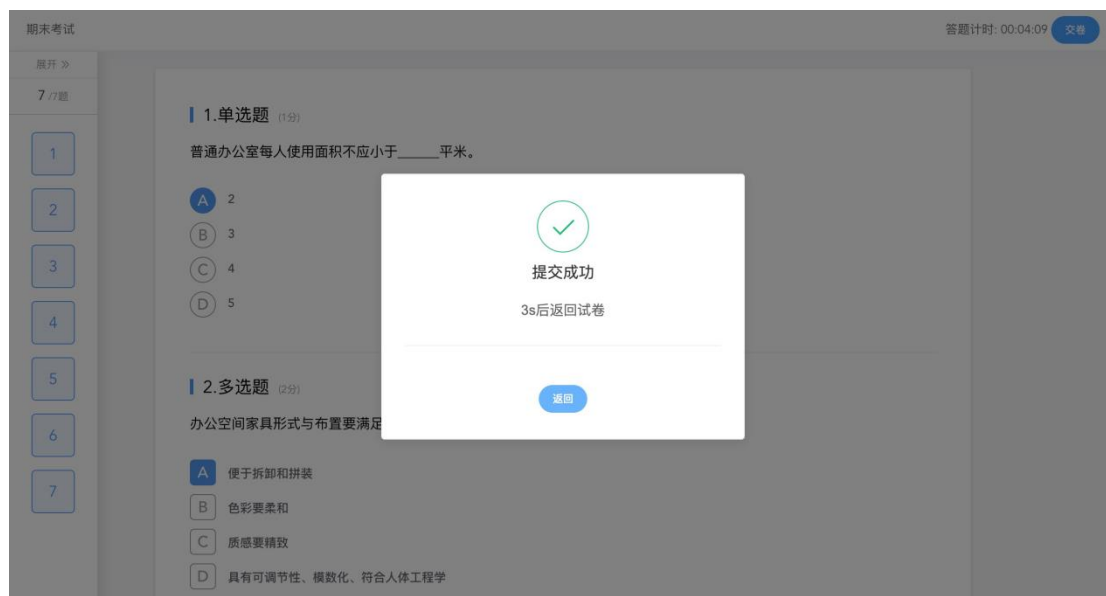 期末考试
答题计时: 00:04:09 交卷
展开 »
7 /7题
1
2
3
4
5
6
7
1.单选题 (1分)
普通办公室每人使用面积不应小于_____平米。
A 2
B 3
C 4
D 5
2.多选题 (2分)
办公空间家具形式与布置要满足
A 便于拆卸和拼装
B 色彩要柔和
C 质感要精致
D 具有可调节性、模数化、符合人体工程学
提交成功
3s后返回试卷
返回